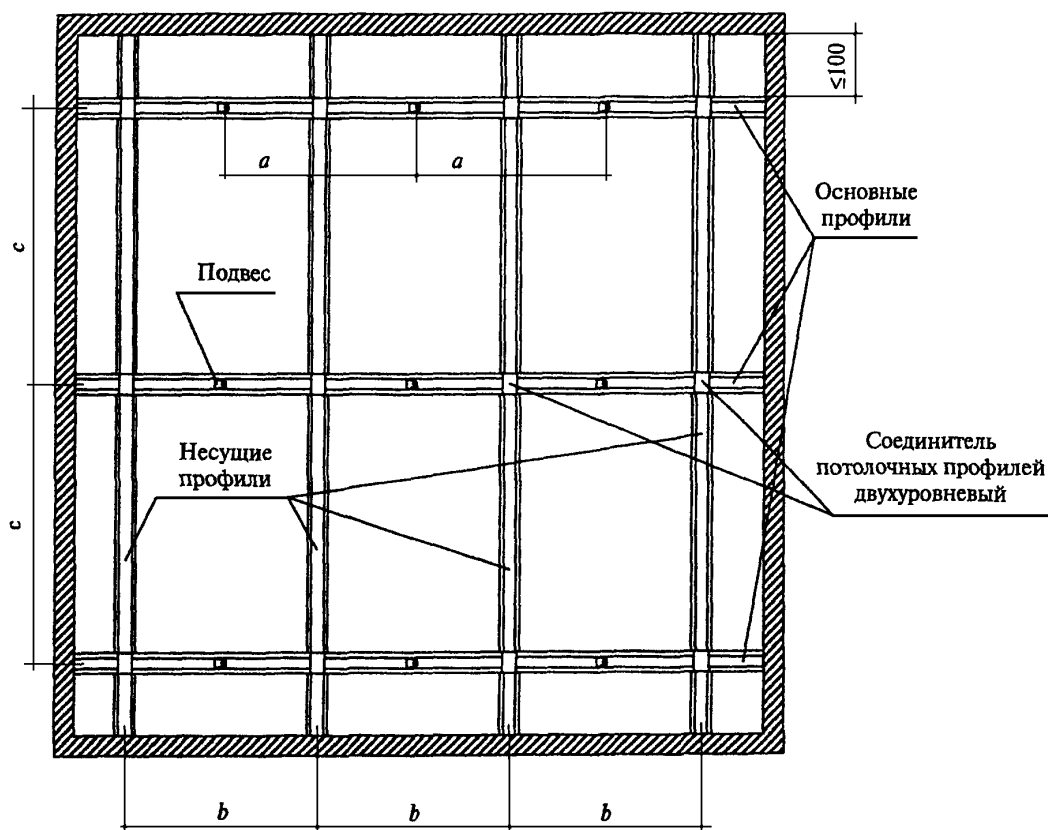 ≤100
a
a
Основные
профили
c
Подвес
Несущие
профили
Соединитель
потолочных профилей
двухуровневый
c
b
b
b